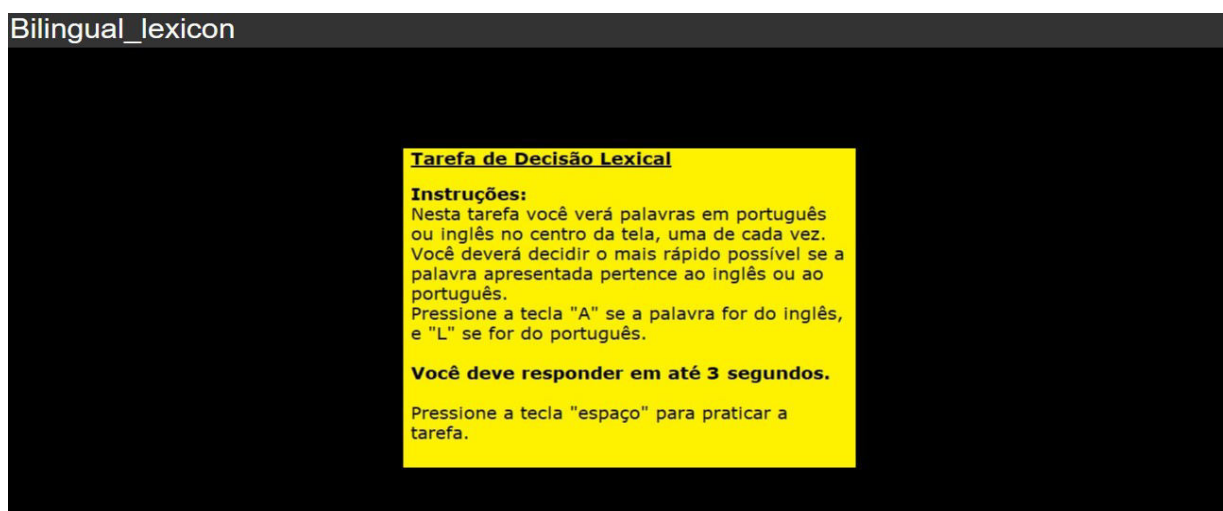 Bilingual_lexicon
Tarefa de Decisão Lexical
Instruções:
Nesta tarefa você verá palavras em português
ou inglês no centro da tela, uma de cada vez.
Você deverá decidir o mais rápido possível se a
palavra apresentada pertence ao inglês ou ao
português.
Pressione a tecla "A" se a palavra for do inglês,
e "L" se for do português.
Você deve responder em até 3 segundos.
Pressione a tecla "espaço" para praticar a
tarefa.